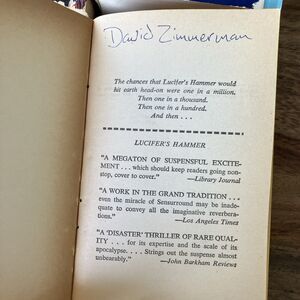 David Zimmerman
The chances that Lucifer's Hammer would
hit earth head-on were one in a million.
Then one in a thousand.
Then one in a hundred.
And then . . .
LUCIFER'S HAMMER
"A MEGATON OF SUSPENSFUL EXCITE-
MENT . . . which should keep readers going non-
stop, cover to cover."    —Library Journal
"A WORK IN THE GRAND TRADITION . . .
even the miracle of Sensurround may be inade-
quate to convey all the imaginative reverbera-
tions."    —Los Angeles Times
"A 'DISASTER' THRILLER OF RARE QUAL-
ITY . . . for its expertise and the scale of its
apocalypse. . . . Strings out the suspense almost
unbearably."    —John Barkham Reviews